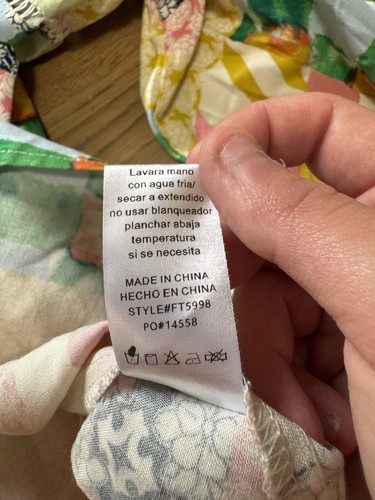 Lavara mano
con agua fria/
secar a extendido
no usar blanqueador
planchar abaja
temperatura
si se necesita
MADE IN CHINA
HECHO EN CHINA
STYLE#FT5998
PO#14558